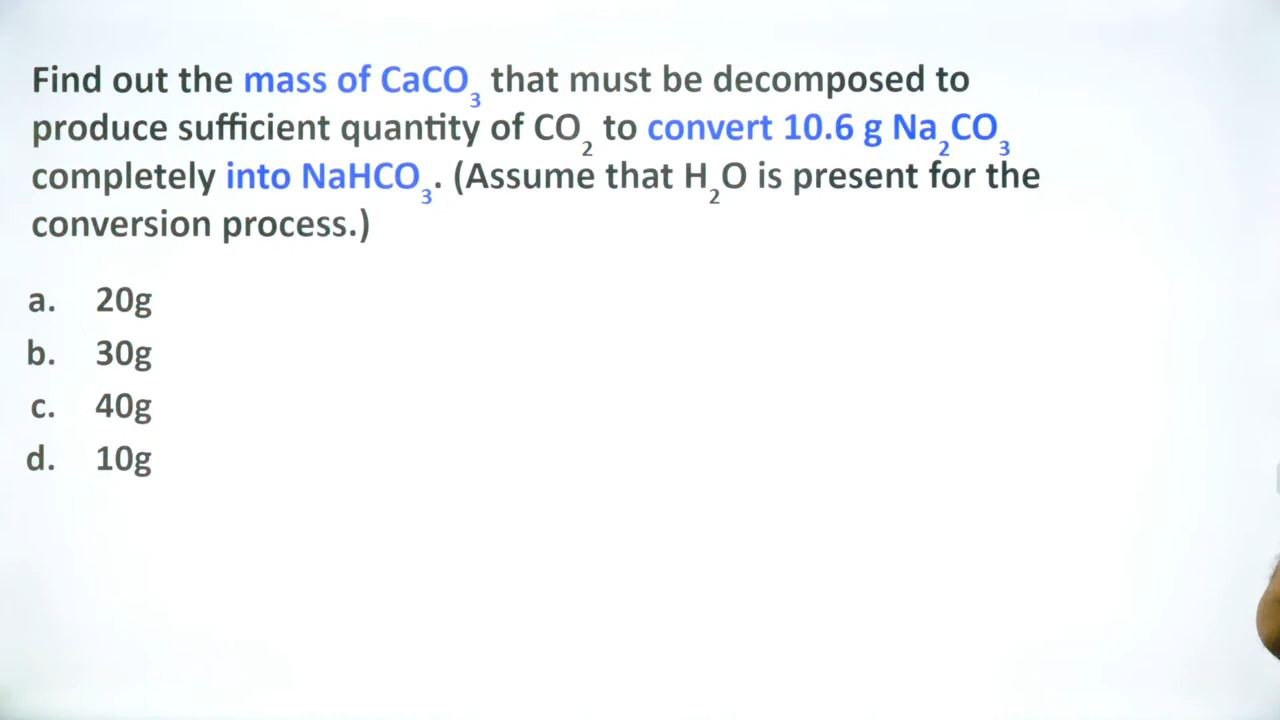 Find out the mass of CaCO₃ that must be decomposed to
produce sufficient quantity of CO₂ to convert 10.6 g Na₂CO₃
completely into NaHCO₃. (Assume that H₂O is present for the
conversion process.)
a. 20g
b. 30g
c. 40g
d. 10g